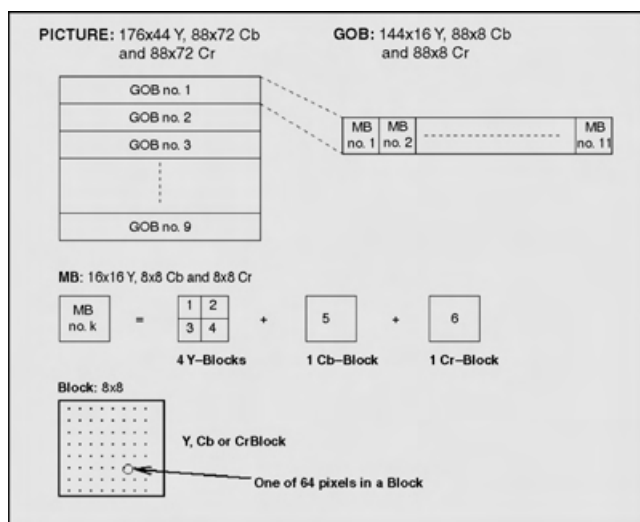 PICTURE: 176x44 Y, 88x72 Cb
and 88x72 Cr
GOB: 144x16 Y, 88x8 Cb
and 88x8 Cr
GOB no. 1
GOB no. 2
GOB no. 3
GOB no. 9
MB
no. 1
MB
no. 2
MB
no. 11
MB: 16x16 Y, 8x8 Cb and 8x8 Cr
MB
no. k
=
1 2
3 4
+
5
+
6
4 Y–Blocks
1 Cb–Block
1 Cr–Block
Block: 8x8
Y, Cb or CrBlock
One of 64 pixels in a Block